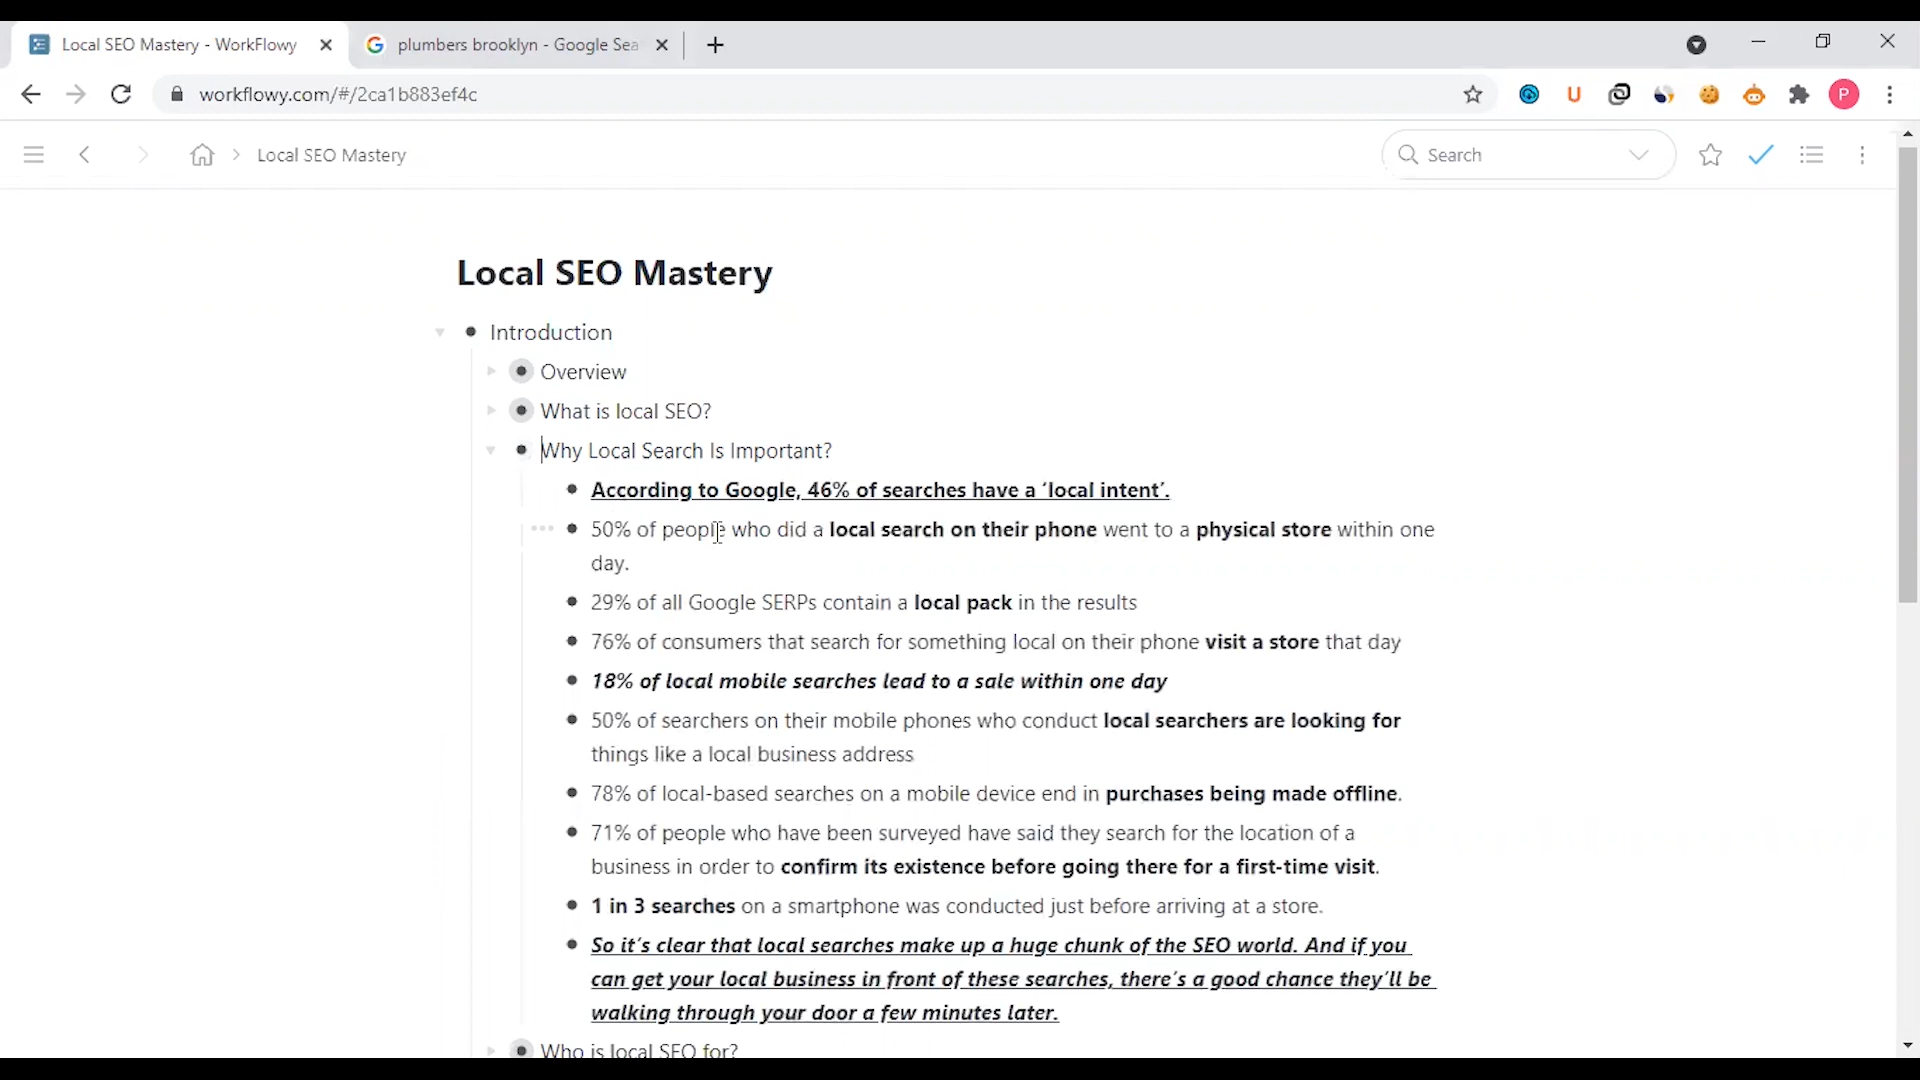 Local SEO Mastery - WorkFlowy
plumbers brooklyn - Google Sea
workflowy.com/#/2ca1b883ef4c
U
P
Local SEO Mastery
Search
Local SEO Mastery
Introduction
Overview
What is local SEO?
Why Local Search Is Important?
According to Google, 46% of searches have a ‘local intent’.
50% of people who did a local search on their phone went to a physical store within one
day.
29% of all Google SERPs contain a local pack in the results
76% of consumers that search for something local on their phone visit a store that day
18% of local mobile searches lead to a sale within one day
50% of searchers on their mobile phones who conduct local searchers are looking for
things like a local business address
78% of local-based searches on a mobile device end in purchases being made offline.
71% of people who have been surveyed have said they search for the location of a
business in order to confirm its existence before going there for a first-time visit.
1 in 3 searches on a smartphone was conducted just before arriving at a store.
So it’s clear that local searches make up a huge chunk of the SEO world. And if you
can get your local business in front of these searches, there’s a good chance they’ll be
walking through your door a few minutes later.
Who is local SEO for?